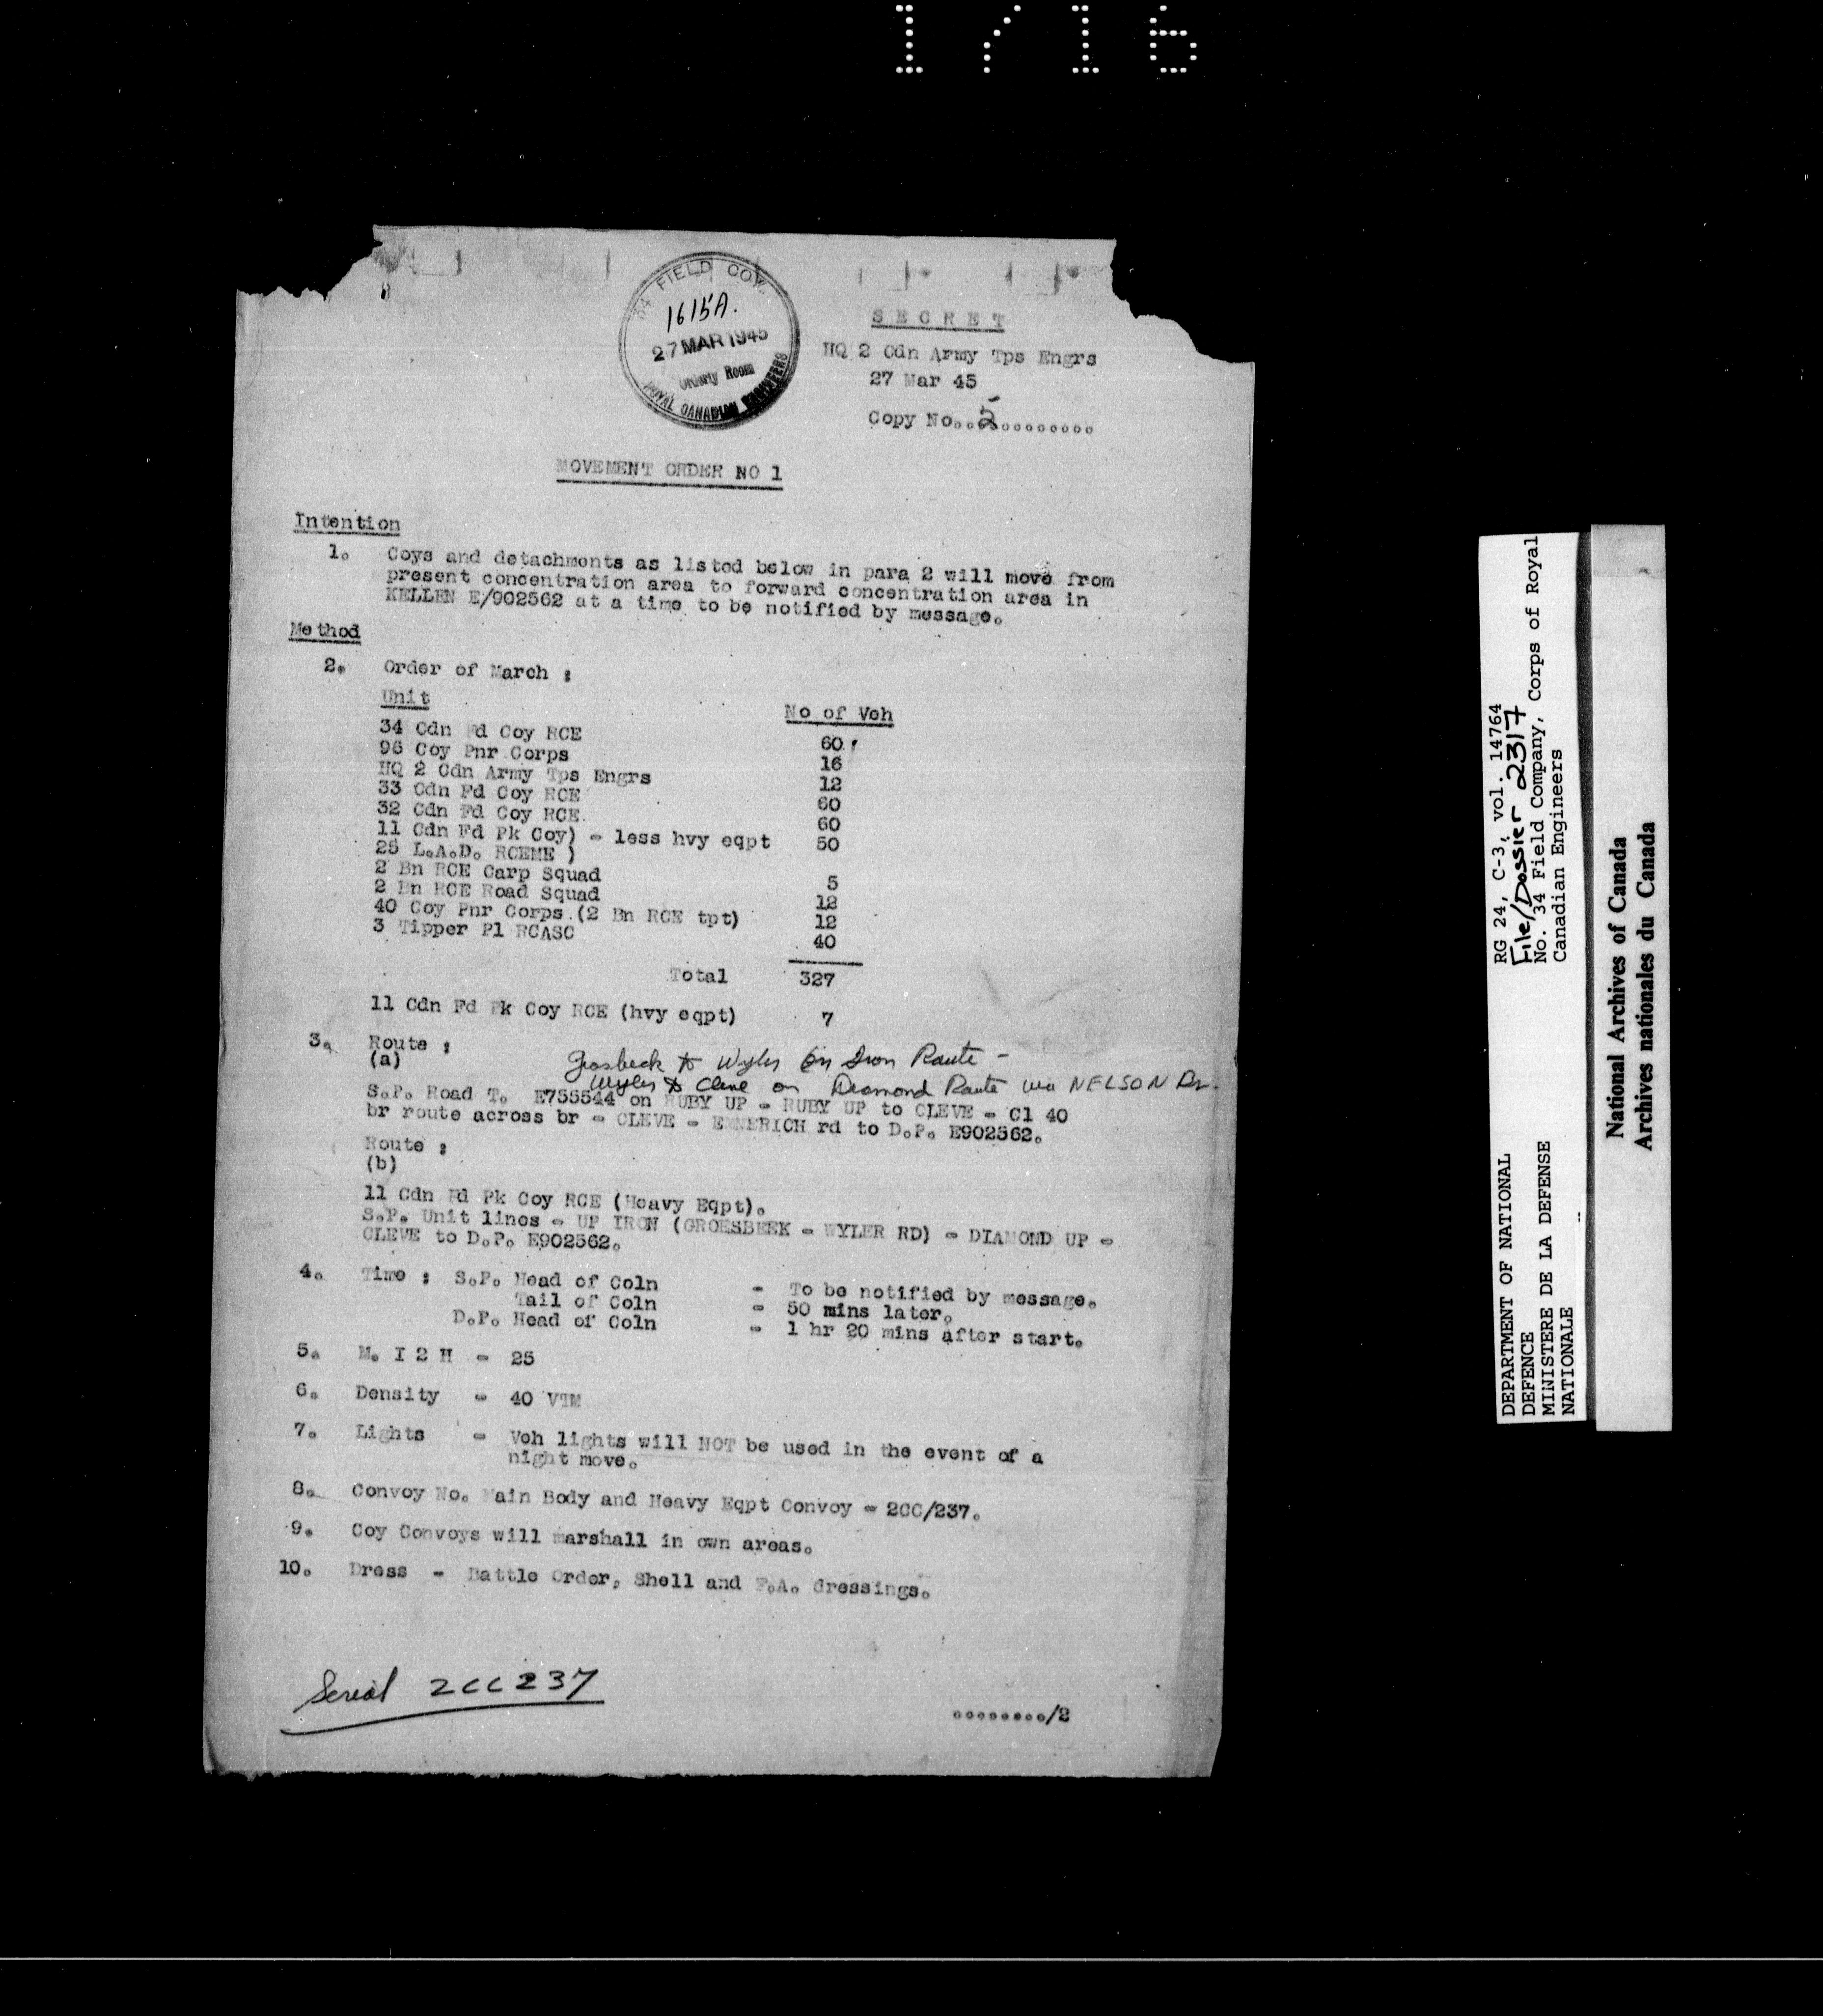 1/16
34 FIELD COY.
1615A.
27 MAR 1945
Orderly Room
ROYAL CANADIAN ENGINEERS
SECRET
HQ 2 Cdn Army Tps Engrs
27 Mar 45
Copy No..5..........
MOVEMENT ORDER NO 1
Intention
1. Coys and detachments as listed below in para 2 will move from
present concentration area to forward concentration area in
KELLEN E/902562 at a time to be notified by message.
Method
2. Order of March :
Unit No of Veh
34 Cdn Fd Coy RCE 60
96 Coy Pnr Corps 16
HQ 2 Cdn Army Tps Engrs 12
33 Cdn Fd Coy RCE 60
32 Cdn Fd Coy RCE. 60
11 Cdn Fd Pk Coy) - less hvy eqpt 50
25 L.A.D. RCEME )
2 Bn RCE Carp Squad 5
2 Bn RCE Road Squad 12
40 Coy Pnr Corps (2 Bn RCE tpt) 12
3 Tipper Pl RCASC 40
Total 327
11 Cdn Fd Pk Coy RCE (hvy eqpt) 7
3. Route :
(a) Grosbeek to Wyler on Iron Route -
Wyler to Cleve on Diamond Route via NELSON Br.
S.P. Road T. E755544 on RUBY UP - RUBY UP to CLEVE - Cl 40
br route across br - CLEVE - EMMERICH rd to D.P. E902562.
Route :
(b)
11 Cdn Fd Pk Coy RCE (Heavy Eqpt).
S.P. Unit lines - UP IRON (GROESBEEK - WYLER RD) - DIAMOND UP -
CLEVE to D.P. E902562.
4. Time : S.P. Head of Coln - To be notified by message.
Tail of Coln - 50 mins later.
D.P. Head of Coln - 1 hr 20 mins after start.
5. M. I 2 H - 25
6. Density - 40 VTM
7. Lights - Veh lights will NOT be used in the event of a
night move.
8. Convoy No. Main Body and Heavy Eqpt Convoy - 2CC/237.
9. Coy Convoys will marshall in own areas.
10. Dress - Battle Order, Shell and F.A. dressings.
Serial 2CC237
......../2
RG 24, C-3, vol. 14764
File/Dossier 2317
No. 34 Field Company, Corps of Royal
Canadian Engineers
DEPARTMENT OF NATIONAL
DEFENCE
MINISTERE DE LA DEFENSE
NATIONALE
National Archives of Canada
Archives nationales du Canada